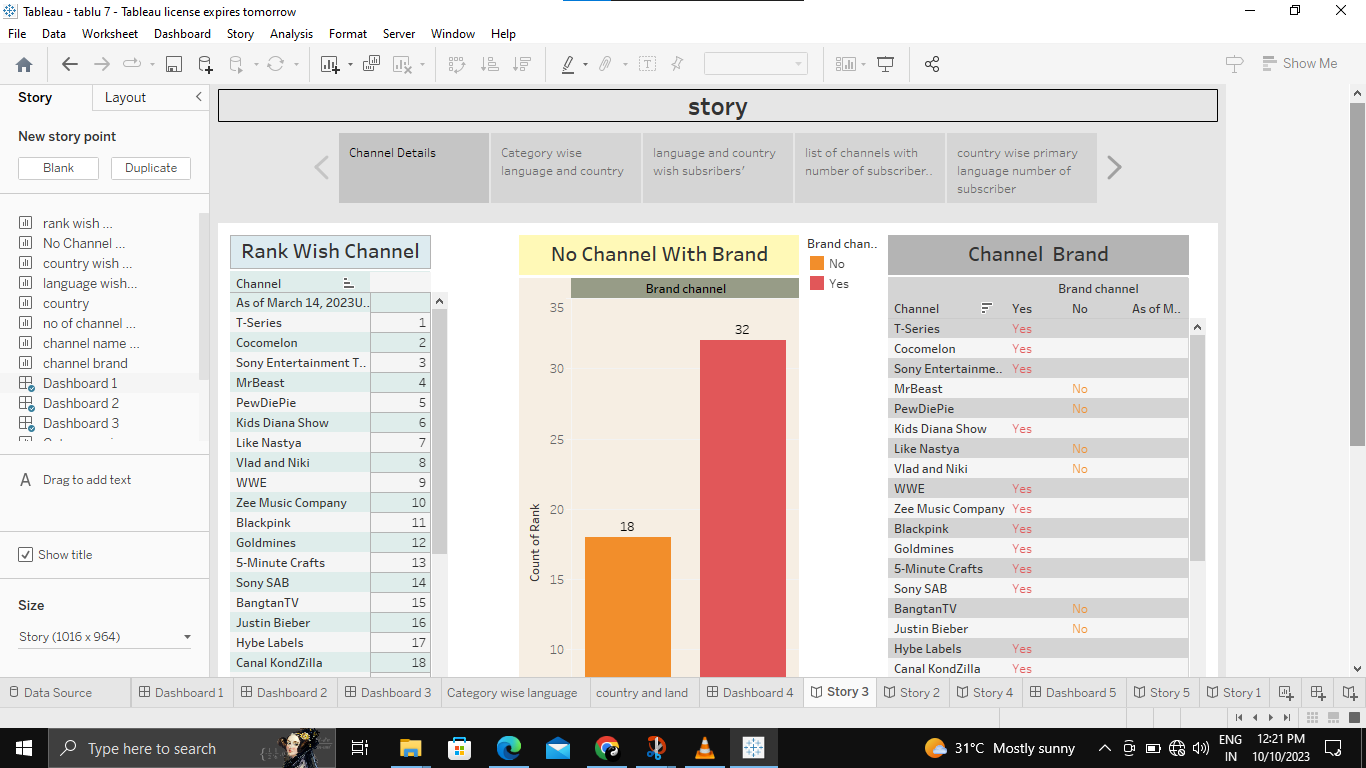 Tableau - tablu 7 - Tableau license expires tomorrow
File Data Worksheet Dashboard Story Analysis Format Server Window Help
Show Me
Story Layout
New story point
Blank Duplicate
rank wish ...
No Channel ...
country wish ...
language wish...
country
no of channel ...
channel name ...
channel brand
Dashboard 1
Dashboard 2
Dashboard 3
A Drag to add text
Show title
Size
Story (1016 x 964)
story
Channel Details
Category wise
language and country
language and country
wish subsribers’
list of channels with
number of subscriber..
country wise primary
language number of
subscriber
Rank Wish Channel
Channel
As of March 14, 2023U..
T-Series 1
Cocomelon 2
Sony Entertainment T.. 3
MrBeast 4
PewDiePie 5
Kids Diana Show 6
Like Nastya 7
Vlad and Niki 8
WWE 9
Zee Music Company 10
Blackpink 11
Goldmines 12
5-Minute Crafts 13
Sony SAB 14
BangtanTV 15
Justin Bieber 16
Hybe Labels 17
Canal KondZilla 18
No Channel With Brand
Brand channel
35
32
30
25
20
18
15
10
Count of Rank
Brand chan..
No
Yes
Channel Brand
Brand channel
Channel Yes No As of M..
T-Series Yes
Cocomelon Yes
Sony Entertainme.. Yes
MrBeast No
PewDiePie No
Kids Diana Show Yes
Like Nastya No
Vlad and Niki No
WWE Yes
Zee Music Company Yes
Blackpink Yes
Goldmines Yes
5-Minute Crafts Yes
Sony SAB Yes
BangtanTV No
Justin Bieber No
Hybe Labels Yes
Canal KondZilla Yes
Data Source Dashboard 1 Dashboard 2 Dashboard 3 Category wise language country and land Dashboard 4 Story 3 Story 2 Story 4 Dashboard 5 Story 5 Story 1
Type here to search
31°C Mostly sunny
ENG
IN
12:21 PM
10/10/2023